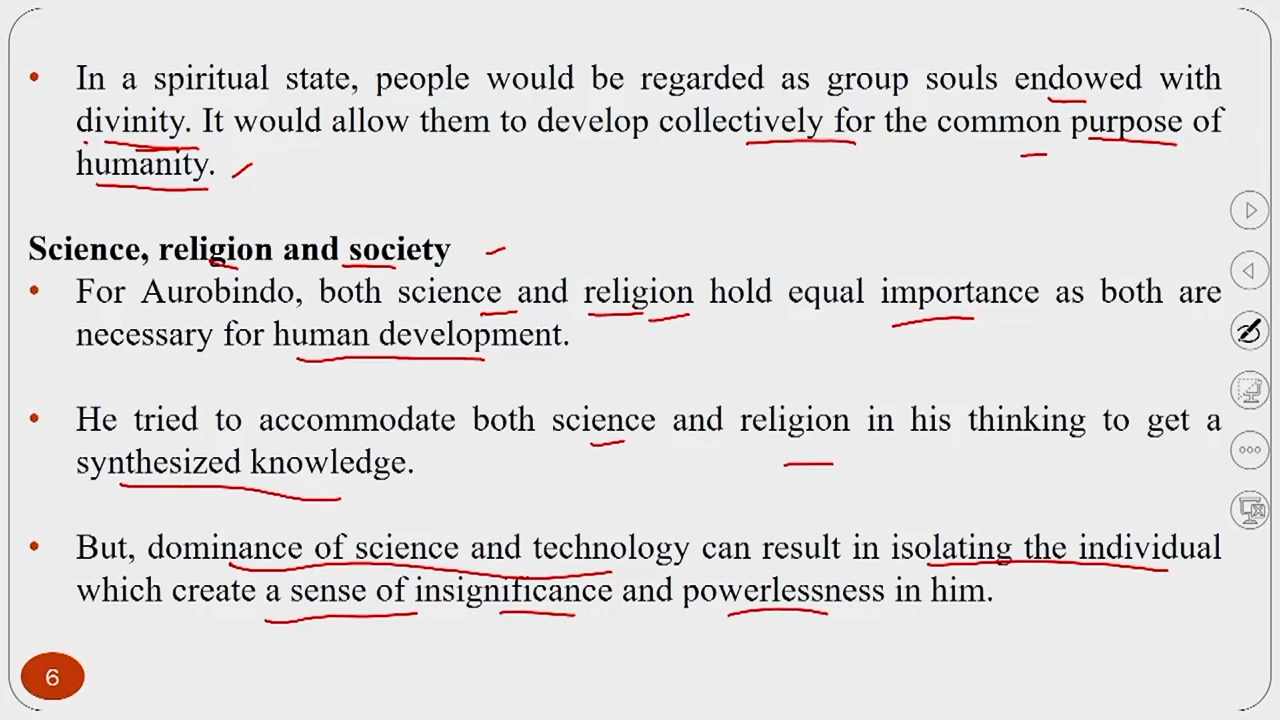 • In a spiritual state, people would be regarded as group souls endowed with
divinity. It would allow them to develop collectively for the common purpose of
humanity.
Science, religion and society
• For Aurobindo, both science and religion hold equal importance as both are
necessary for human development.
• He tried to accommodate both science and religion in his thinking to get a
synthesized knowledge.
• But, dominance of science and technology can result in isolating the individual
which create a sense of insignificance and powerlessness in him.
6